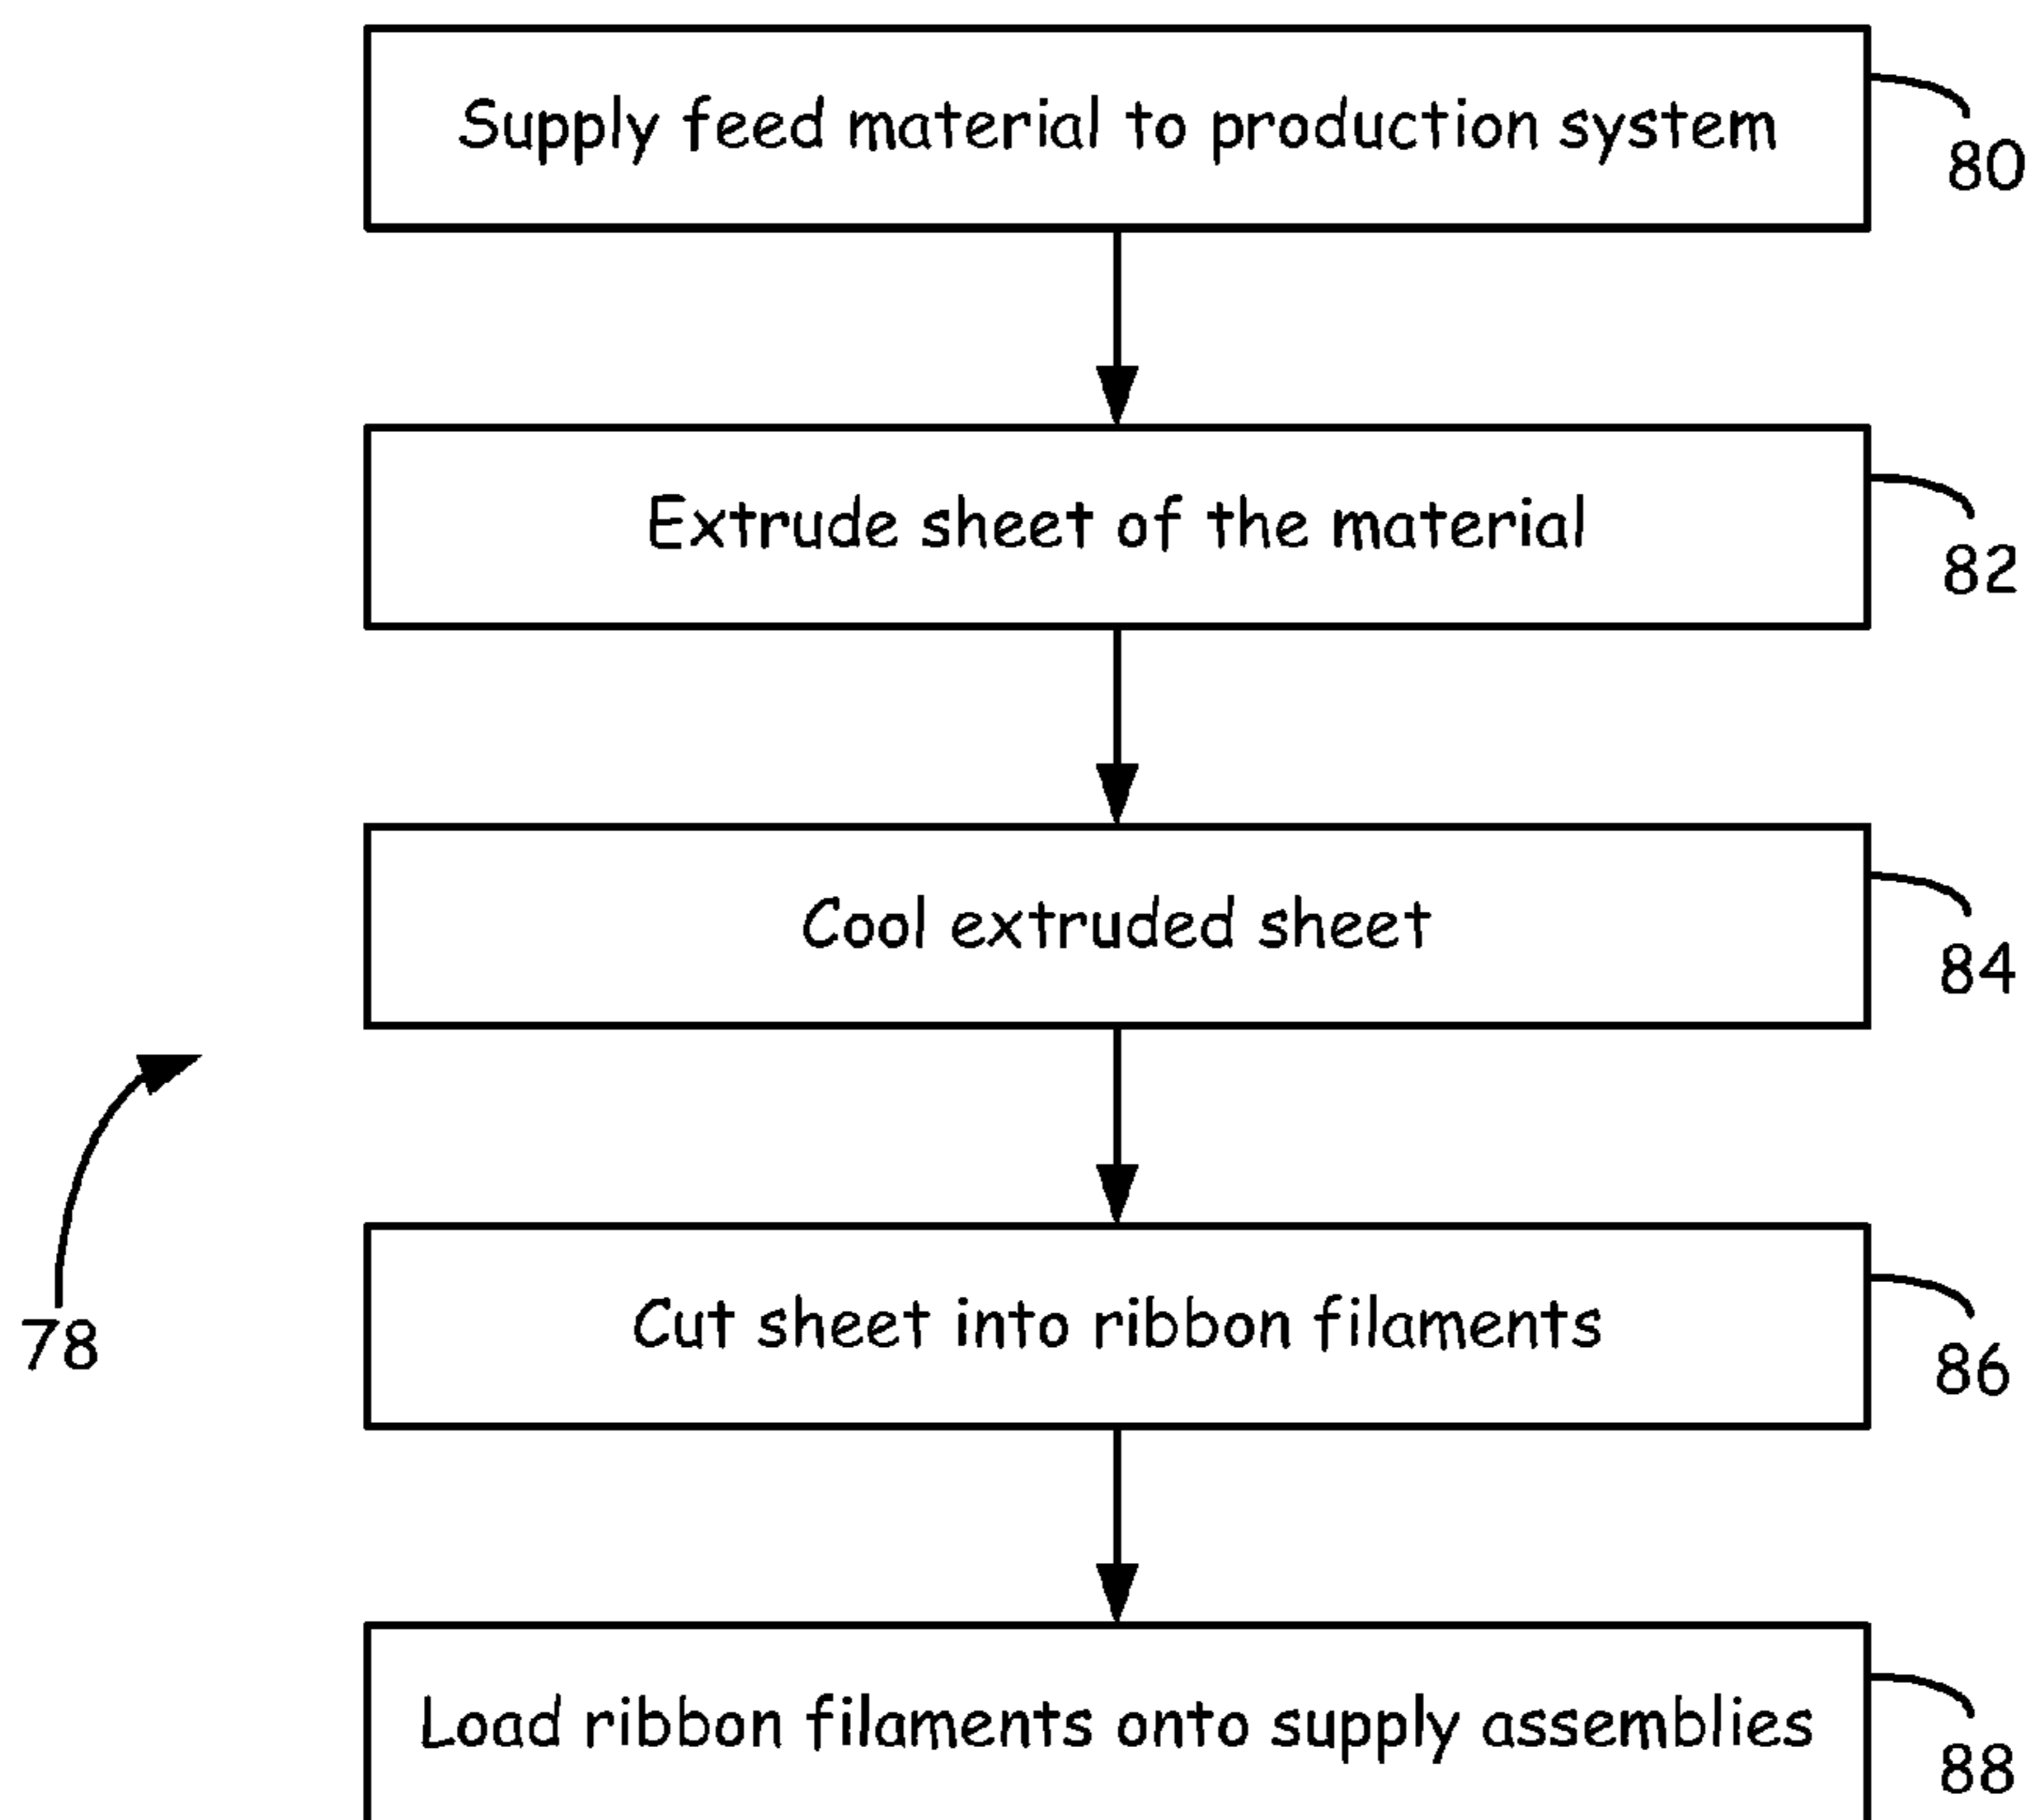 Supply feed material to production system
80
Extrude sheet of the material
82
Cool extruded sheet
84
Cut sheet into ribbon filaments
78
86
Load ribbon filaments onto supply assemblies
88